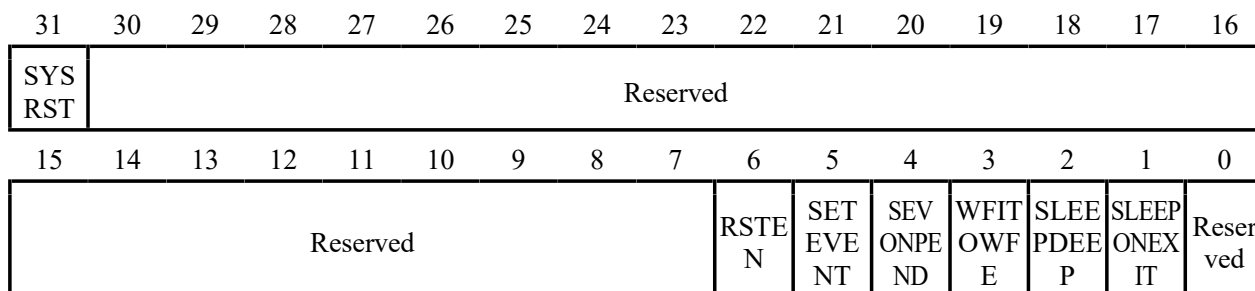 31 30 29 28 27 26 25 24 23 22 21 20 19 18 17 16
SYS
RST
Reserved
15 14 13 12 11 10 9 8 7 6 5 4 3 2 1 0
Reserved
RSTE
N
SET
EVE
NT
SEV
ONPE
ND
WFIT
OWF
E
SLEE
PDEE
P
SLEEP
ONEX
IT
Reser
ved